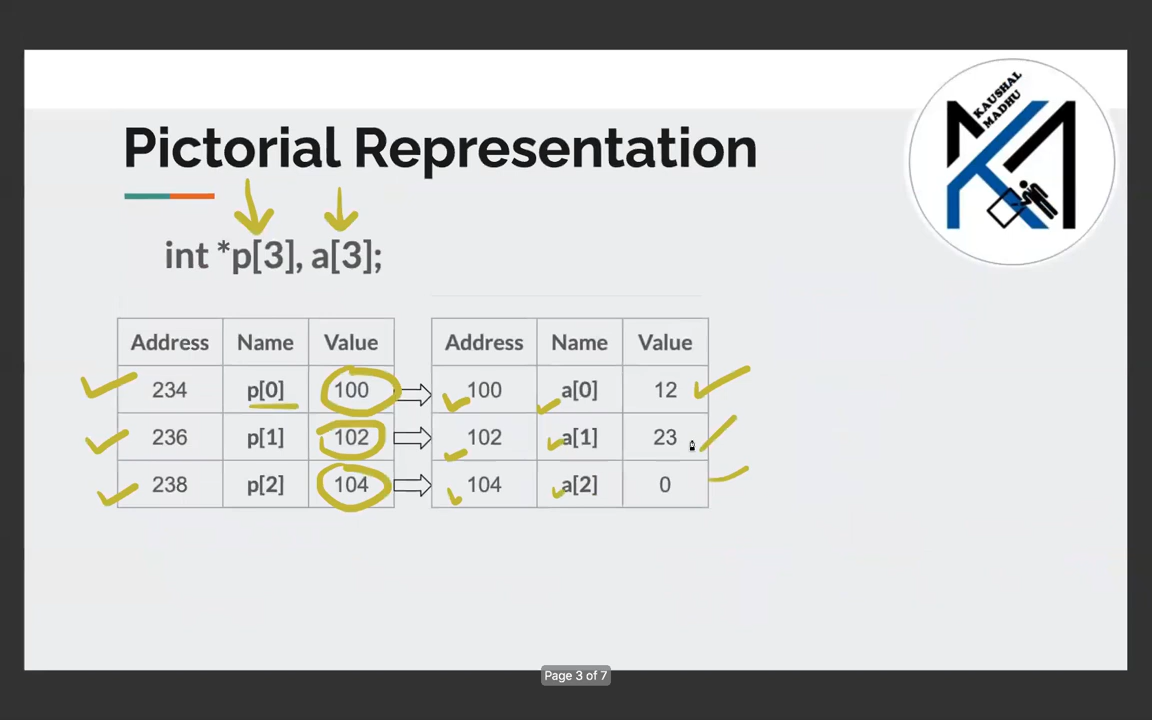 KAUSHAL
MADHU
Pictorial Representation
int *p[3], a[3];
Address Name Value Address Name Value
234 p[0] 100 100 a[0] 12
236 p[1] 102 102 a[1] 23
238 p[2] 104 104 a[2] 0
Page 3 of 7